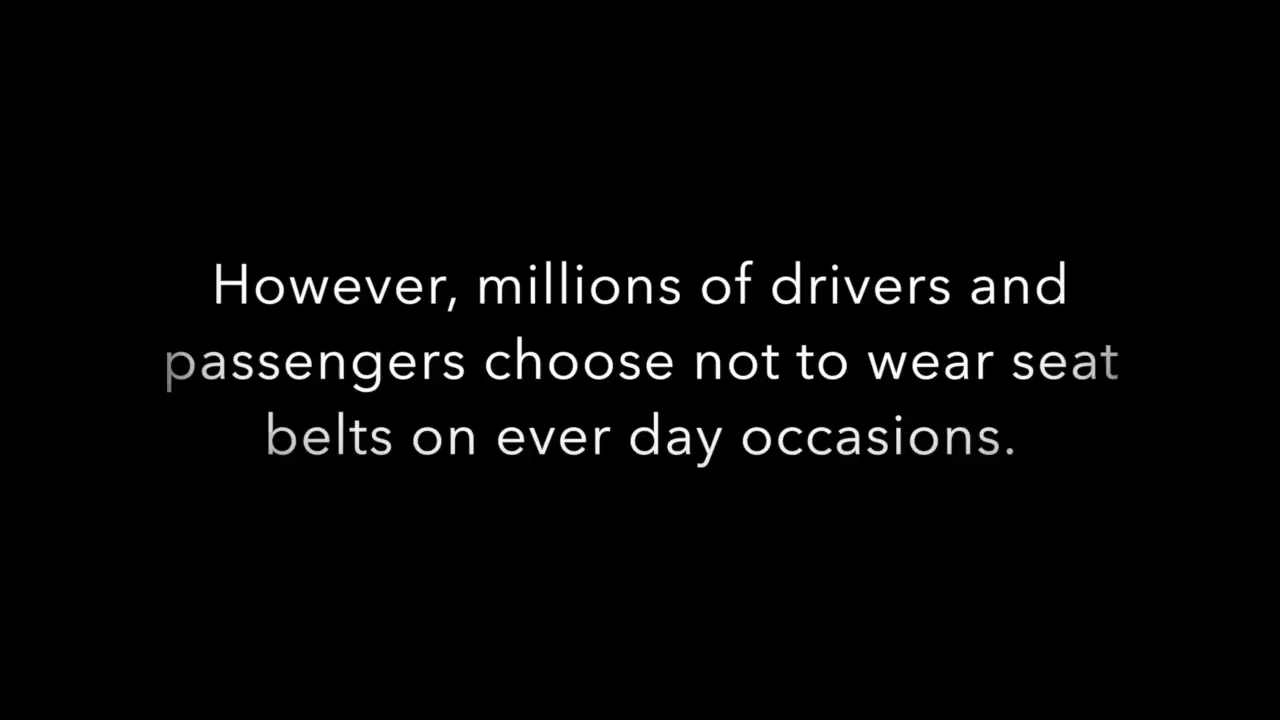 However, millions of drivers and
passengers choose not to wear seat
belts on ever day occasions.